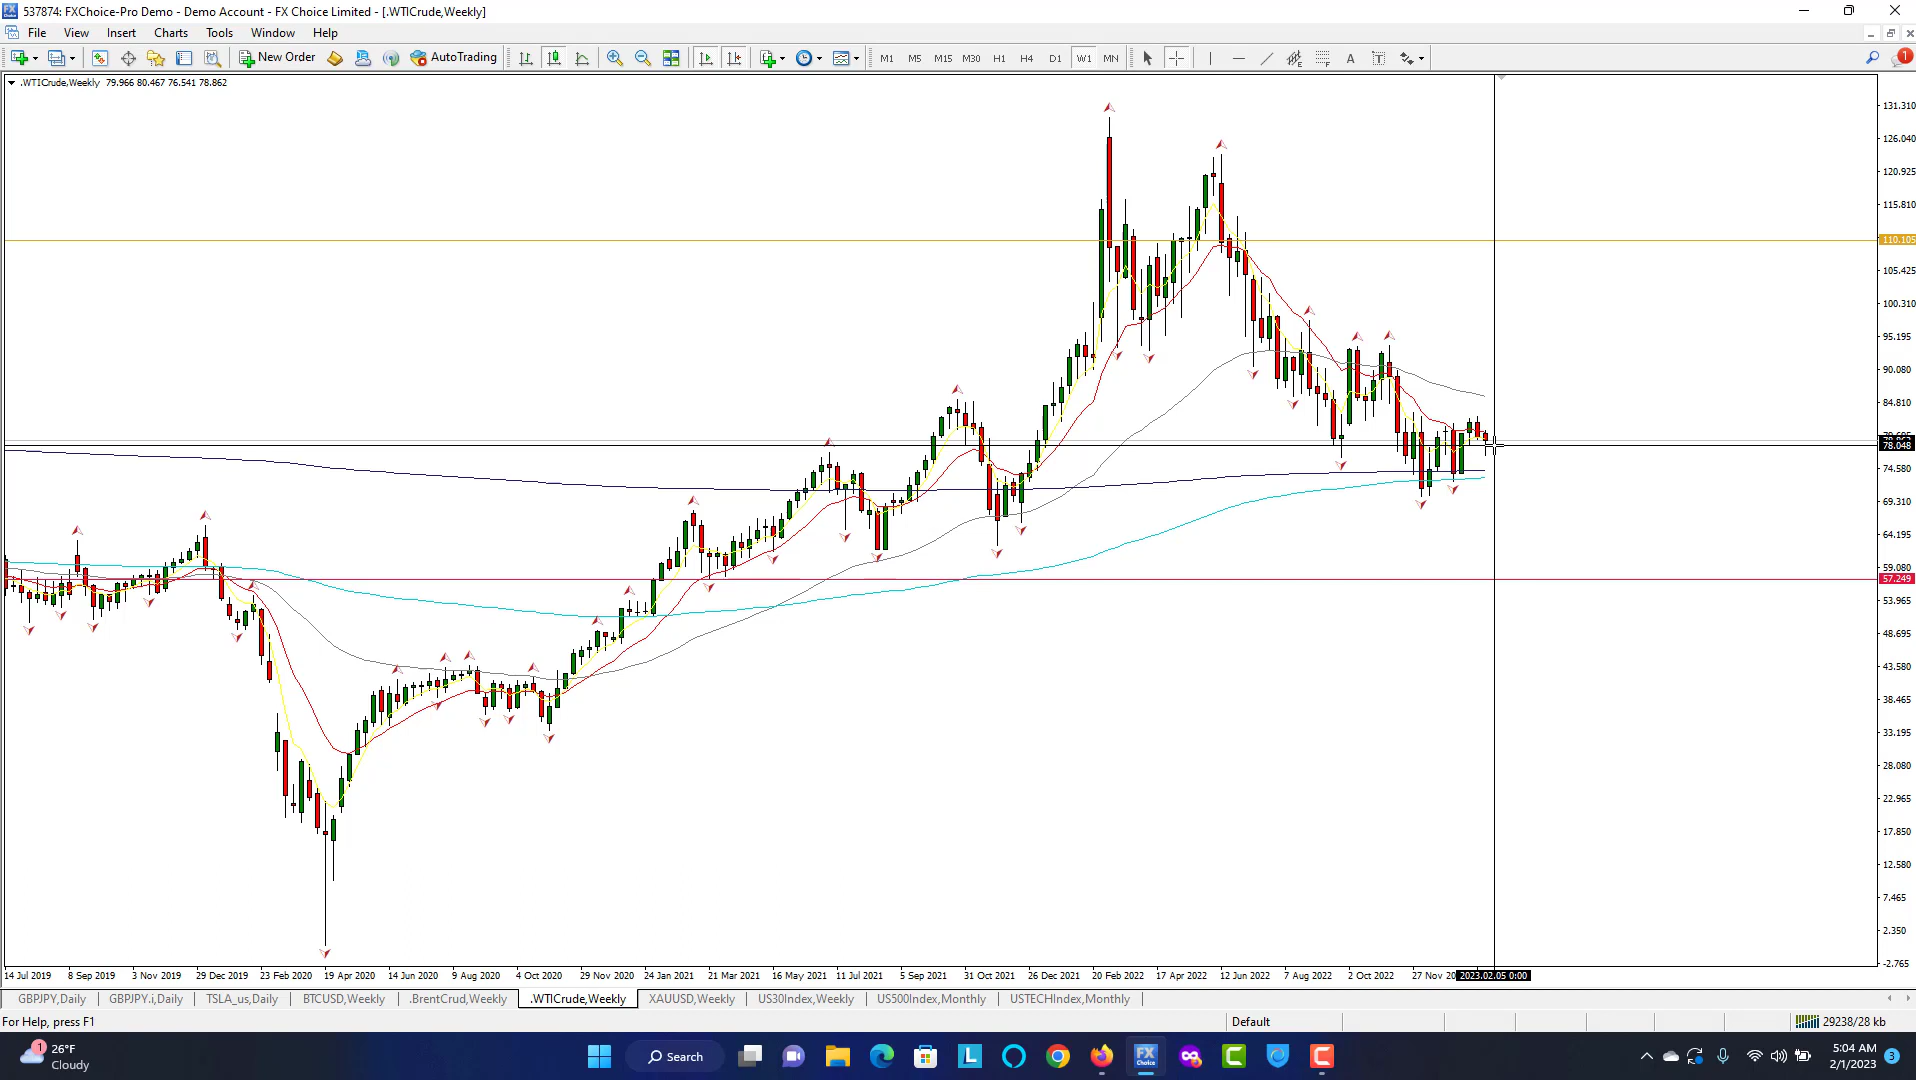 537874: FXChoice-Pro Demo - Demo Account - FX Choice Limited - [.WTICrude,Weekly]
File View Insert Charts Tools Window Help
New Order AutoTrading M1 M5 M15 M30 H1 H4 D1 W1 MN A T 1
.WTICrude,Weekly 79.966 80.467 76.541 78.862
131.310
126.040
120.925
115.810
110.105
105.425
100.310
95.195
90.080
84.810
78.048
74.580
69.310
64.195
59.080
57.249
53.965
48.695
43.580
38.465
33.195
28.080
22.965
17.850
12.580
7.465
2.350
-2.765
14 Jul 2019 8 Sep 2019 3 Nov 2019 29 Dec 2019 23 Feb 2020 19 Apr 2020 14 Jun 2020 9 Aug 2020 4 Oct 2020 29 Nov 2020 24 Jan 2021 21 Mar 2021 16 May 2021 11 Jul 2021 5 Sep 2021 31 Oct 2021 26 Dec 2021 20 Feb 2022 17 Apr 2022 12 Jun 2022 7 Aug 2022 2 Oct 2022 27 Nov 20 2023.02.05 0:00
GBPJPY,Daily GBPJPY.i,Daily TSLA_us,Daily BTCUSD,Weekly .BrentCrud,Weekly .WTICrude,Weekly XAUUSD,Weekly US30Index,Weekly US500Index,Monthly USTECHIndex,Monthly
For Help, press F1 Default 29238/28 kb
1 26°F
Cloudy
Search
L
FX
Choice
5:04 AM
2/1/2023
3